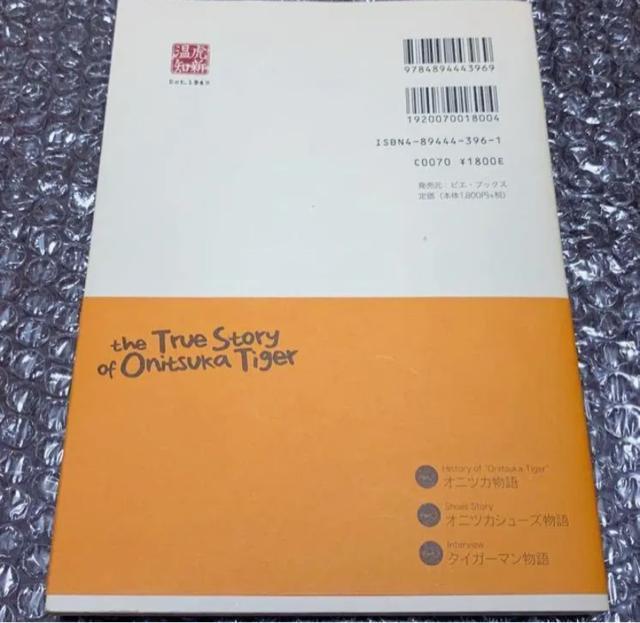 温虎
知新
Est.1949
9784894443969
1920070018004
ISBN4-89444-396-1
C0070 ¥1800E
発売元：ピエ・ブックス
定価（本体1,800円+税）
the True Story
of Onitsuka Tiger
History of "Onitsuka Tiger"
オニツカ物語
Shoes Story
オニツカシューズ物語
Interview
タイガーマン物語